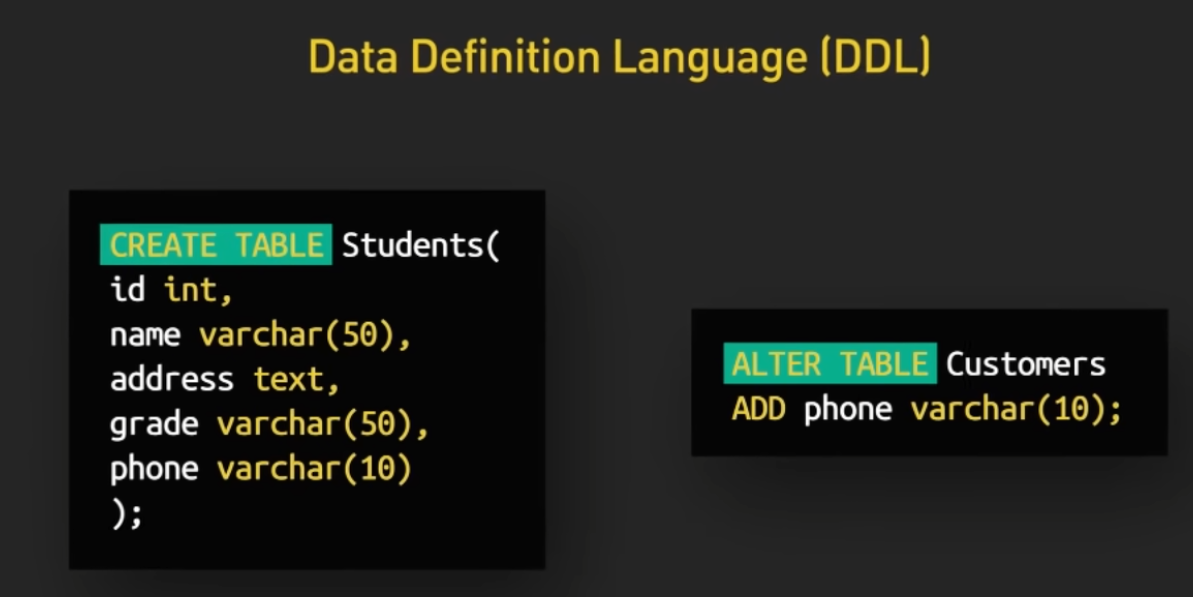 Data Definition Language (DDL)
CREATE TABLE Students(
id int,
name varchar(50),
address text,
grade varchar(50),
phone varchar(10)
);
ALTER TABLE Customers
ADD phone varchar(10);